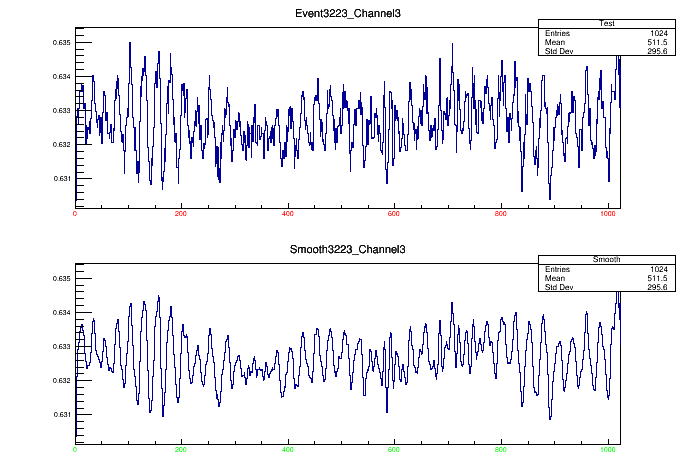 Event3223_Channel3
Test
Entries 1024
Mean 511.5
Std Dev 295.6
0.635
0.634
0.633
0.632
0.631
0 200 400 600 800 1000
Smooth3223_Channel3
Smooth
Entries 1024
Mean 511.5
Std Dev 295.6
0.635
0.634
0.633
0.632
0.631
0 200 400 600 800 1000